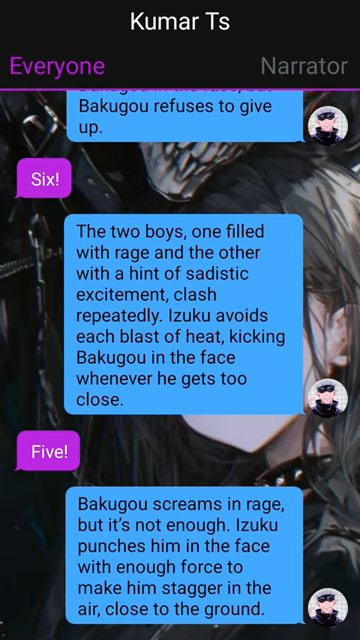 Kumar Ts
Everyone
Narrator
Bakugou refuses to give
up.
Six!
The two boys, one filled
with rage and the other
with a hint of sadistic
excitement, clash
repeatedly. Izuku avoids
each blast of heat, kicking
Bakugou in the face
whenever he gets too
close.
Five!
Bakugou screams in rage,
but it’s not enough. Izuku
punches him in the face
with enough force to
make him stagger in the
air, close to the ground.